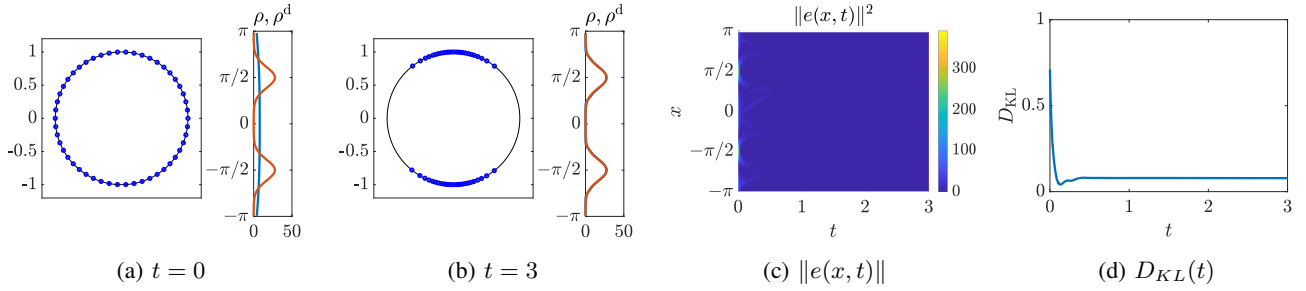 ρ, ρ^d
π
1
0.5
0
-0.5
-1
π/2
0
−π/2
−π
0 50
(a) t = 0
ρ, ρ^d
π
1
0.5
0
-0.5
-1
π/2
0
−π/2
−π
0 50
(b) t = 3
‖e(x, t)‖²
π
π/2
0
−π/2
−π
x
0 1 2 3
t
300
200
100
0
(c) ‖e(x, t)‖
1
0.5
0
D_KL
0 1 2 3
t
(d) D_KL(t)